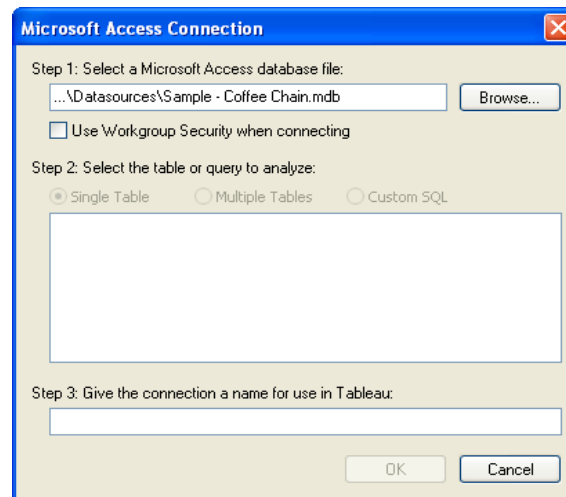 Microsoft Access Connection
Step 1: Select a Microsoft Access database file:
...\Datasources\Sample - Coffee Chain.mdb
Browse...
Use Workgroup Security when connecting
Step 2: Select the table or query to analyze:
Single Table Multiple Tables Custom SQL
Step 3: Give the connection a name for use in Tableau:
OK Cancel